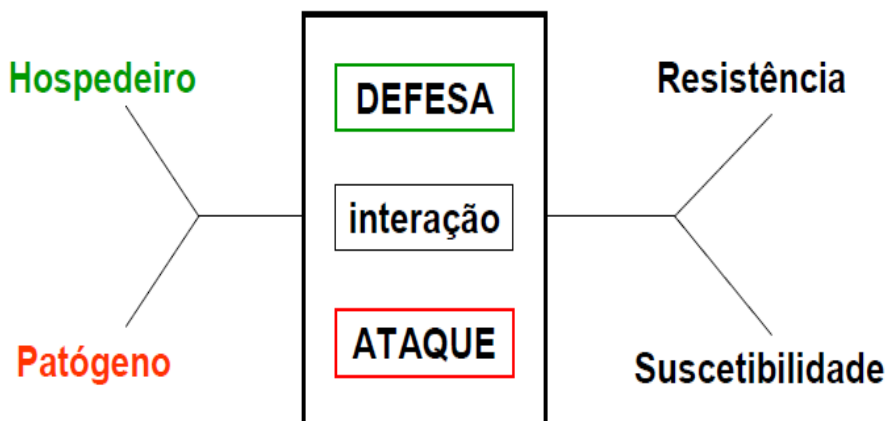 Hospedeiro
Patógeno
DEFESA
interação
ATAQUE
Resistência
Suscetibilidade